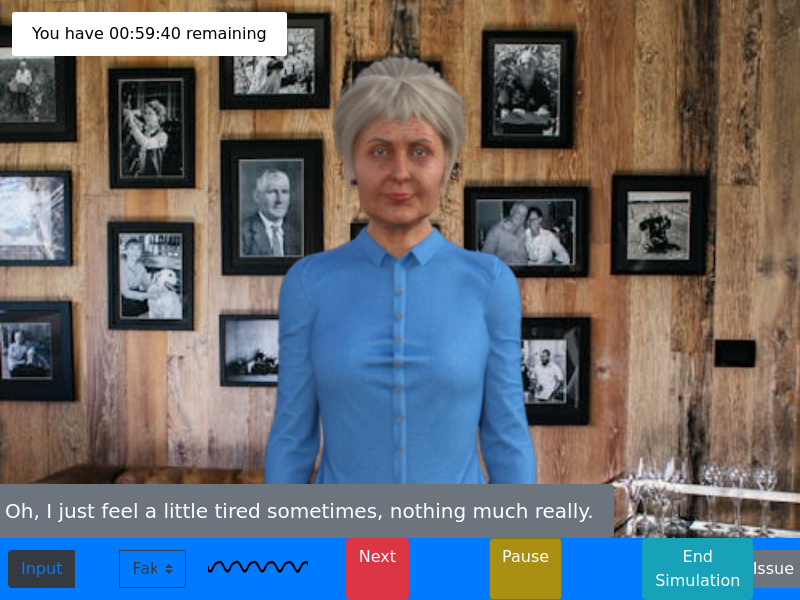 You have 00:59:40 remaining
Oh, I just feel a little tired sometimes, nothing much really.
Input
Fak
Next
Pause
End
Simulation
Issue